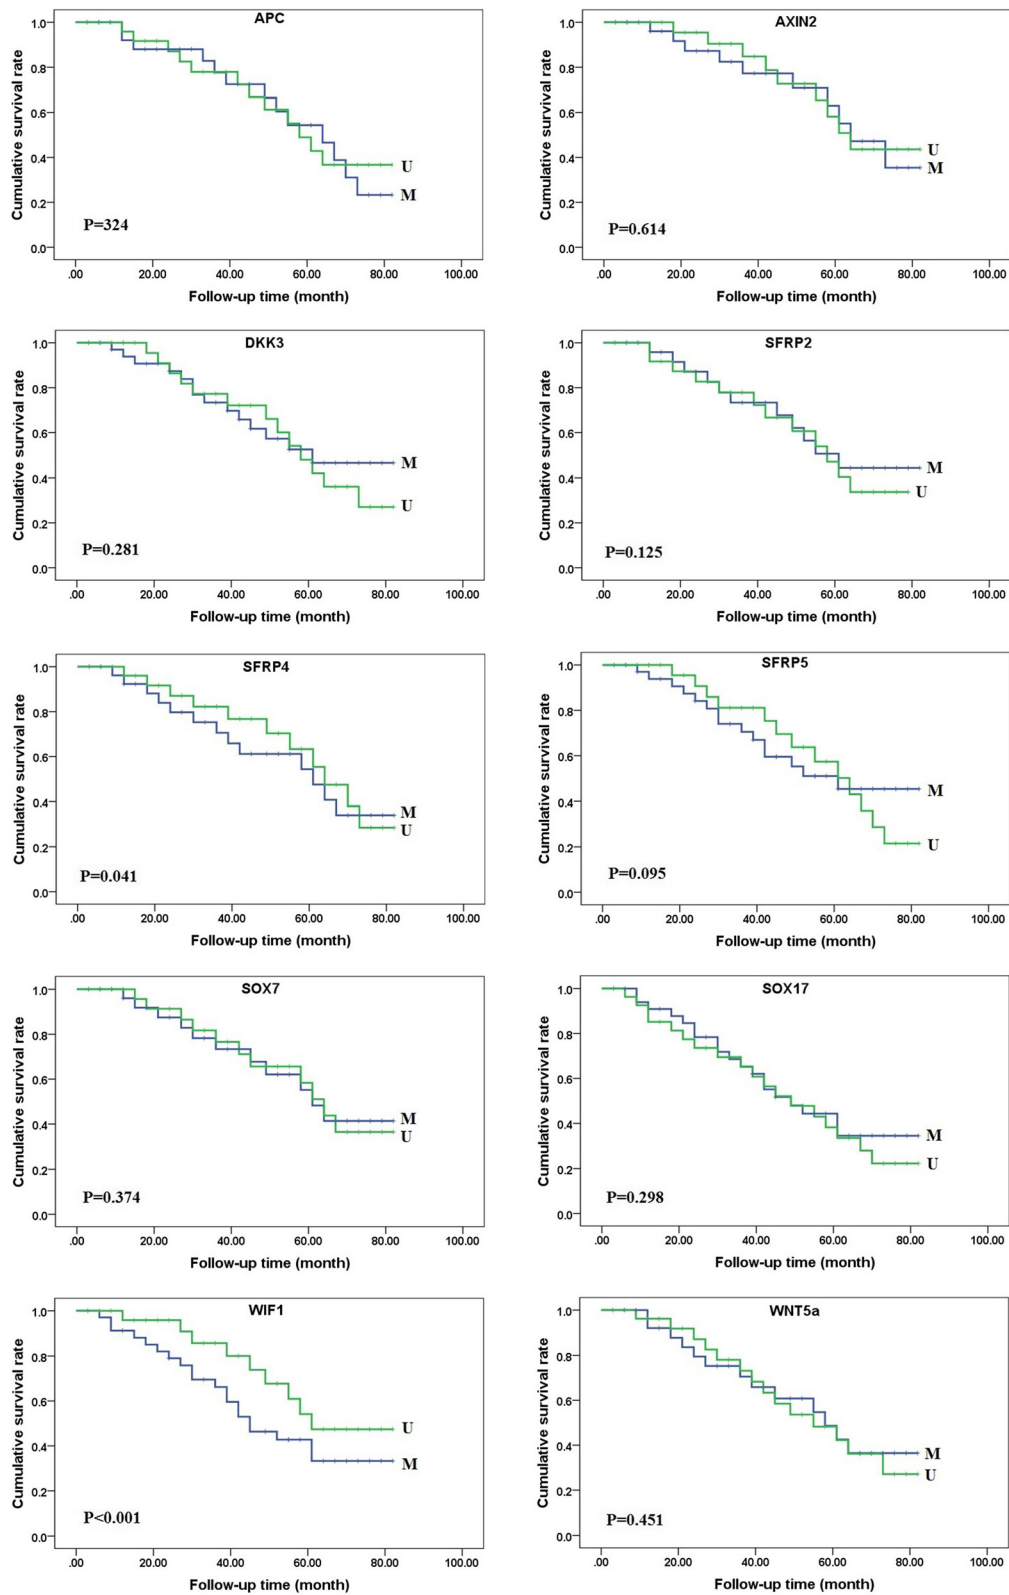 APC
Cumulative survival rate
1.0
0.8
0.6
0.4
0.2
0.0
U
M
P=324
.00 20.00 40.00 60.00 80.00 100.00
Follow-up time (month)
AXIN2
Cumulative survival rate
1.0
0.8
0.6
0.4
0.2
0.0
U
M
P=0.614
.00 20.00 40.00 60.00 80.00 100.00
Follow-up time (month)
DKK3
Cumulative survival rate
1.0
0.8
0.6
0.4
0.2
0.0
M
U
P=0.281
.00 20.00 40.00 60.00 80.00 100.00
Follow-up time (month)
SFRP2
Cumulative survival rate
1.0
0.8
0.6
0.4
0.2
0.0
M
U
P=0.125
.00 20.00 40.00 60.00 80.00 100.00
Follow-up time (month)
SFRP4
Cumulative survival rate
1.0
0.8
0.6
0.4
0.2
0.0
M
U
P=0.041
.00 20.00 40.00 60.00 80.00 100.00
Follow-up time (month)
SFRP5
Cumulative survival rate
1.0
0.8
0.6
0.4
0.2
0.0
M
U
P=0.095
.00 20.00 40.00 60.00 80.00 100.00
Follow-up time (month)
SOX7
Cumulative survival rate
1.0
0.8
0.6
0.4
0.2
0.0
M
U
P=0.374
.00 20.00 40.00 60.00 80.00 100.00
Follow-up time (month)
SOX17
Cumulative survival rate
1.0
0.8
0.6
0.4
0.2
0.0
M
U
P=0.298
.00 20.00 40.00 60.00 80.00 100.00
Follow-up time (month)
WIF1
Cumulative survival rate
1.0
0.8
0.6
0.4
0.2
0.0
U
M
P<0.001
.00 20.00 40.00 60.00 80.00 100.00
Follow-up time (month)
WNT5a
Cumulative survival rate
1.0
0.8
0.6
0.4
0.2
0.0
M
U
P=0.451
.00 20.00 40.00 60.00 80.00 100.00
Follow-up time (month)